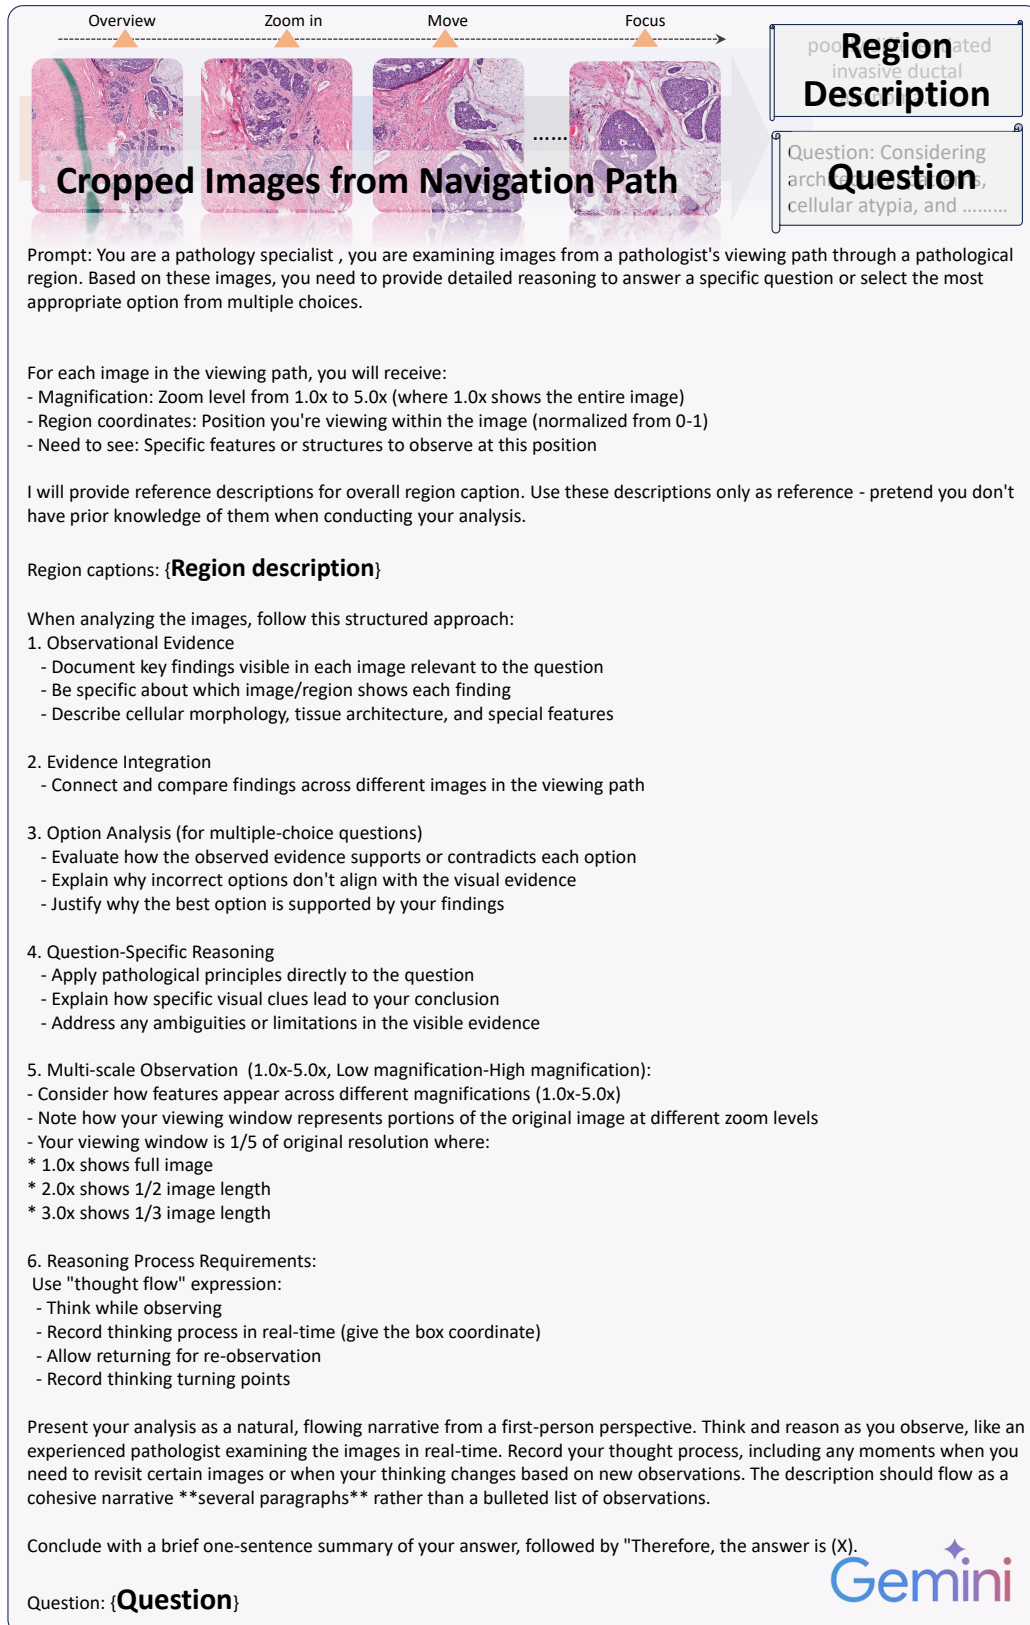 Overview Zoom in Move Focus
......
Cropped Images from Navigation Path
Region
Description
invasive ductal
Question: Considering
Question
cellular atypia, and .........
Prompt: You are a pathology specialist , you are examining images from a pathologist's viewing path through a pathological
region. Based on these images, you need to provide detailed reasoning to answer a specific question or select the most
appropriate option from multiple choices.
For each image in the viewing path, you will receive:
- Magnification: Zoom level from 1.0x to 5.0x (where 1.0x shows the entire image)
- Region coordinates: Position you're viewing within the image (normalized from 0-1)
- Need to see: Specific features or structures to observe at this position
I will provide reference descriptions for overall region caption. Use these descriptions only as reference - pretend you don't
have prior knowledge of them when conducting your analysis.
Region captions: {Region description}
When analyzing the images, follow this structured approach:
1. Observational Evidence
- Document key findings visible in each image relevant to the question
- Be specific about which image/region shows each finding
- Describe cellular morphology, tissue architecture, and special features
2. Evidence Integration
- Connect and compare findings across different images in the viewing path
3. Option Analysis (for multiple-choice questions)
- Evaluate how the observed evidence supports or contradicts each option
- Explain why incorrect options don't align with the visual evidence
- Justify why the best option is supported by your findings
4. Question-Specific Reasoning
- Apply pathological principles directly to the question
- Explain how specific visual clues lead to your conclusion
- Address any ambiguities or limitations in the visible evidence
5. Multi-scale Observation (1.0x-5.0x, Low magnification-High magnification):
- Consider how features appear across different magnifications (1.0x-5.0x)
- Note how your viewing window represents portions of the original image at different zoom levels
- Your viewing window is 1/5 of original resolution where:
* 1.0x shows full image
* 2.0x shows 1/2 image length
* 3.0x shows 1/3 image length
6. Reasoning Process Requirements:
Use "thought flow" expression:
- Think while observing
- Record thinking process in real-time (give the box coordinate)
- Allow returning for re-observation
- Record thinking turning points
Present your analysis as a natural, flowing narrative from a first-person perspective. Think and reason as you observe, like an
experienced pathologist examining the images in real-time. Record your thought process, including any moments when you
need to revisit certain images or when your thinking changes based on new observations. The description should flow as a
cohesive narrative **several paragraphs** rather than a bulleted list of observations.
Conclude with a brief one-sentence summary of your answer, followed by "Therefore, the answer is (X).
Gemini
Question: {Question}